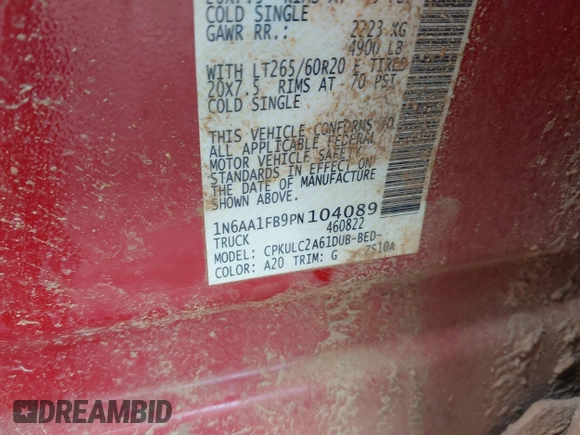 COLD SINGLE
GAWR RR.: 2223 KG
4900 LB
WITH LT265/60R20 E TIRES
20X7.5 RIMS AT 70 PSI
COLD SINGLE
THIS VEHICLE CONFORMS TO
ALL APPLICABLE FEDERAL
MOTOR VEHICLE SAFETY
STANDARDS IN EFFECT ON
THE DATE OF MANUFACTURE
SHOWN ABOVE.
1N6AA1FB9PN104089
TRUCK 460822
MODEL: CPKULC2A61DUB-BED-
COLOR: A20 TRIM: G ZS10A
DREAMBID